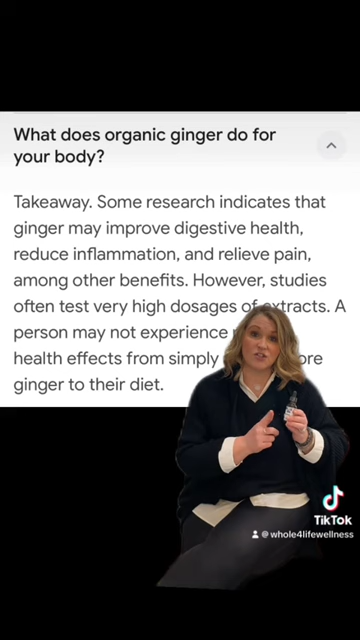 What does organic ginger do for
your body?
Takeaway. Some research indicates that
ginger may improve digestive health,
reduce inflammation, and relieve pain,
among other benefits. However, studies
often test very high dosages of extracts. A
person may not experience
health effects from simply
ginger to their diet.
TikTok
@whole4lifewellness